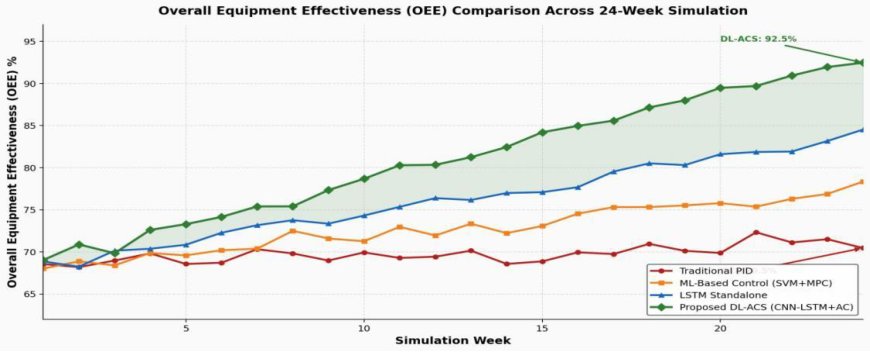 Overall Equipment Effectiveness (OEE) Comparison Across 24-Week Simulation
DL-ACS: 92.5%
Overall Equipment Effectiveness (OEE) %
95
90
85
80
75
70
65
Traditional PID
ML-Based Control (SVM+MPC)
LSTM Standalone
Proposed DL-ACS (CNN-LSTM+AC)
5
10
15
20
Simulation Week